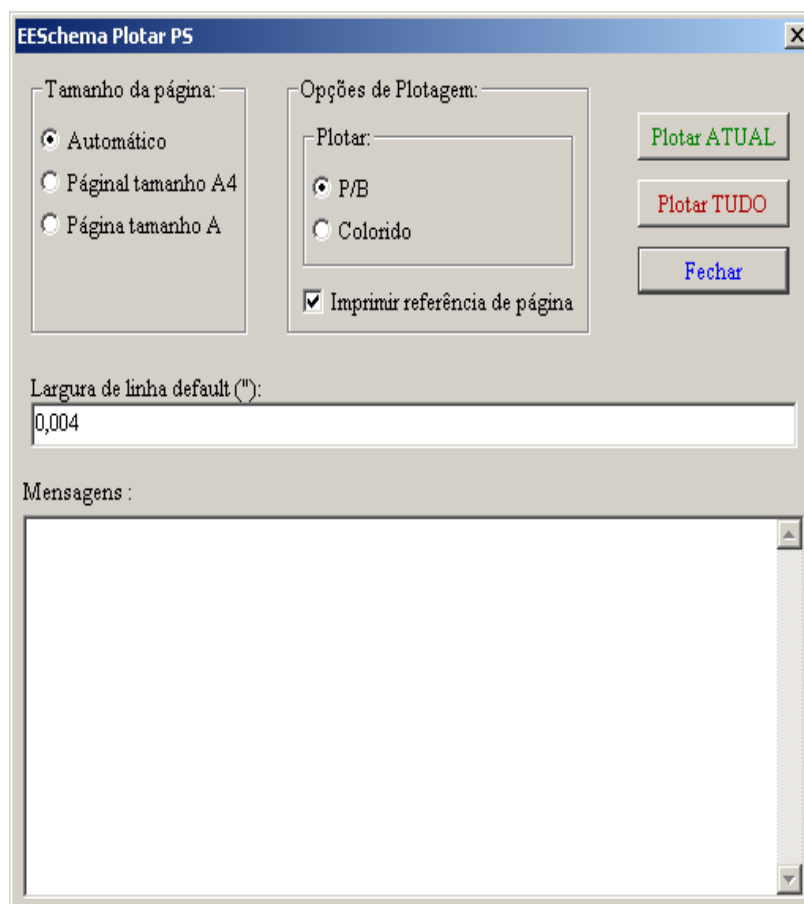 EESchema Plotar PS
Tamanho da página:
Automático
Páginal tamanho A4
Página tamanho A
Opções de Plotagem:
Plotar:
P/B
Colorido
Imprimir referência de página
Plotar ATUAL
Plotar TUDO
Fechar
Largura de linha default ("):
0,004
Mensagens :